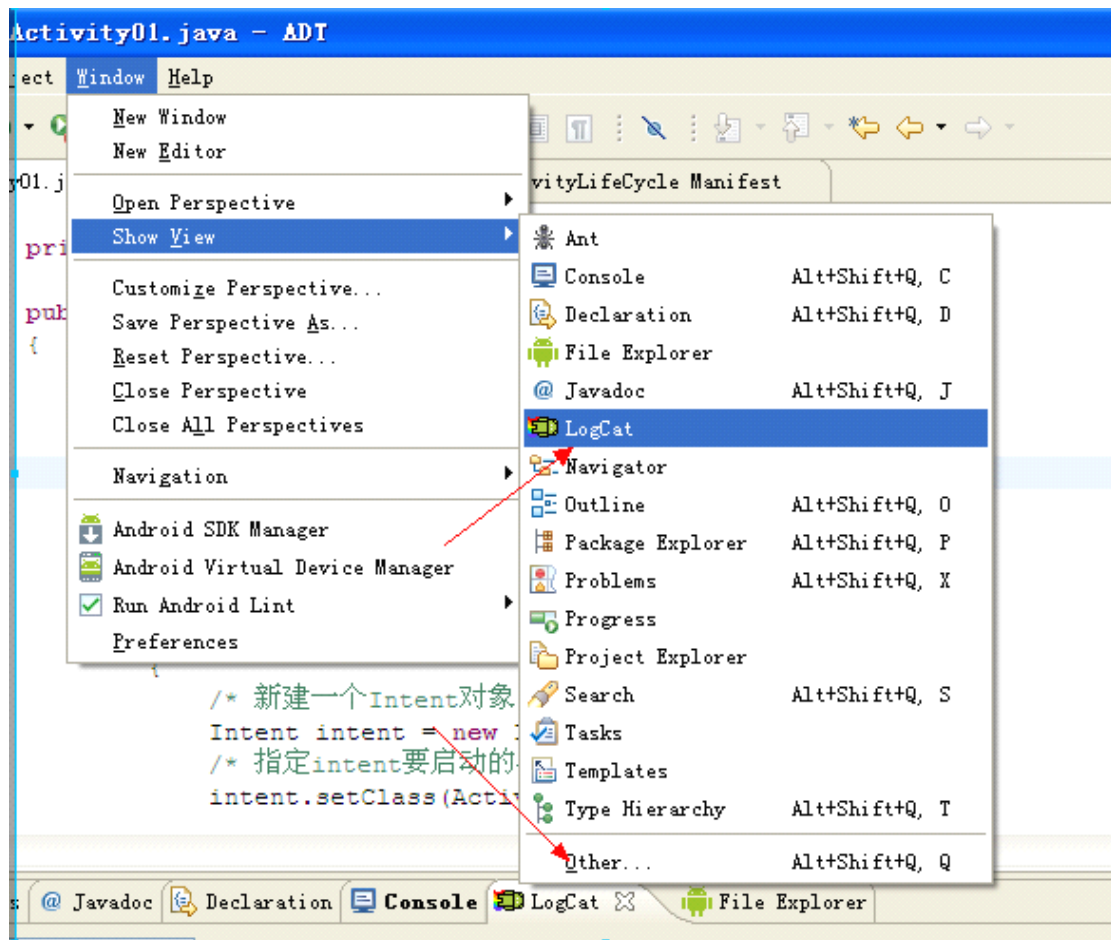 Activity01.java - ADT
ect Window Help
New Window
New Editor
Open Perspective
Show View
Customize Perspective...
Save Perspective As...
Reset Perspective...
Close Perspective
Close All Perspectives
Navigation
Android SDK Manager
Android Virtual Device Manager
Run Android Lint
Preferences
y01.j
vityLifeCycle Manifest
Ant
Console Alt+Shift+Q, C
Declaration Alt+Shift+Q, D
File Explorer
Javadoc Alt+Shift+Q, J
LogCat
Navigator
Outline Alt+Shift+Q, O
Package Explorer Alt+Shift+Q, P
Problems Alt+Shift+Q, X
Progress
Project Explorer
Search Alt+Shift+Q, S
Tasks
Templates
Type Hierarchy Alt+Shift+Q, T
Other... Alt+Shift+Q, Q
pri
pub
{
{
/* 新建一个Intent对象
Intent intent = new
/* 指定intent要启动的
intent.setClass(Acti
s Javadoc Declaration Console LogCat File Explorer